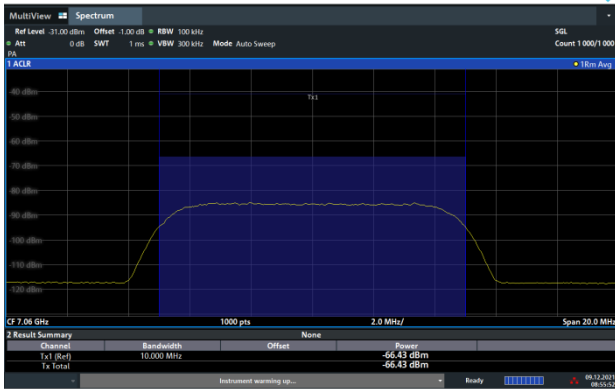 MultiView Spectrum
Ref Level -31.00 dBm Offset -1.00 dB RBW 100 kHz SGL
Att 0 dB SWT 1 ms VBW 300 kHz Mode Auto Sweep Count 1000/1000
PA
1 ACLR 1Rm Avg
-40 dBm
Tx1
-50 dBm
-60 dBm
-70 dBm
-80 dBm
-90 dBm
-100 dBm
-110 dBm
-120 dBm
CF 7.06 GHz 1000 pts 2.0 MHz/ Span 20.0 MHz
2 Result Summary None
Channel Bandwidth Offset Power
Tx1 (Ref) 10.000 MHz -66.43 dBm
Tx Total -66.43 dBm
Instrument warming up... Ready 09.12.2021
08:55:53